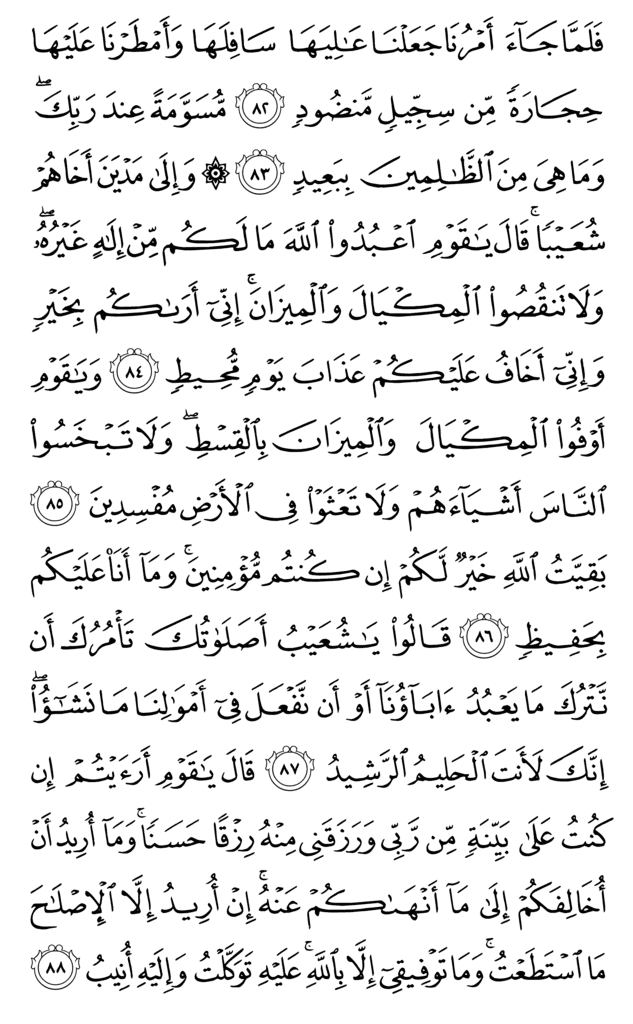 فَلَمَّا جَآءَ أَمۡرُنَا جَعَلۡنَا عَٰلِيَهَا سَافِلَهَا وَأَمۡطَرۡنَا عَلَيۡهَا
حِجَارَةٗ مِّن سِجِّيلٖ مَّنضُودٖ ٨٢ مُّسَوَّمَةً عِندَ رَبِّكَۖ
وَمَا هِيَ مِنَ ٱلظَّٰلِمِينَ بِبَعِيدٖ ٨٣ ۞ وَإِلَىٰ مَدۡيَنَ أَخَاهُمۡ
شُعَيۡبٗاۚ قَالَ يَٰقَوۡمِ ٱعۡبُدُواْ ٱللَّهَ مَا لَكُم مِّنۡ إِلَٰهٍ غَيۡرُهُۥۖ
وَلَا تَنقُصُواْ ٱلۡمِكۡيَالَ وَٱلۡمِيزَانَۚ إِنِّيٓ أَرَىٰكُم بِخَيۡرٖ
وَإِنِّيٓ أَخَافُ عَلَيۡكُمۡ عَذَابَ يَوۡمٖ مُّحِيطٖ ٨٤ وَيَٰقَوۡمِ
أَوۡفُواْ ٱلۡمِكۡيَالَ وَٱلۡمِيزَانَ بِٱلۡقِسۡطِۖ وَلَا تَبۡخَسُواْ
ٱلنَّاسَ أَشۡيَآءَهُمۡ وَلَا تَعۡثَوۡاْ فِي ٱلۡأَرۡضِ مُفۡسِدِينَ ٨٥
بَقِيَّتُ ٱللَّهِ خَيۡرٞ لَّكُمۡ إِن كُنتُم مُّؤۡمِنِينَۚ وَمَآ أَنَا۠ عَلَيۡكُم
بِحَفِيظٖ ٨٦ قَالُواْ يَٰشُعَيۡبُ أَصَلَوٰتُكَ تَأۡمُرُكَ أَن
نَّتۡرُكَ مَا يَعۡبُدُ ءَابَآؤُنَآ أَوۡ أَن نَّفۡعَلَ فِيٓ أَمۡوَٰلِنَا مَا نَشَٰٓؤُاْۖ
إِنَّكَ لَأَنتَ ٱلۡحَلِيمُ ٱلرَّشِيدُ ٨٧ قَالَ يَٰقَوۡمِ أَرَءَيۡتُمۡ إِن
كُنتُ عَلَىٰ بَيِّنَةٖ مِّن رَّبِّي وَرَزَقَنِي مِنۡهُ رِزۡقًا حَسَنٗاۚ وَمَآ أُرِيدُ أَنۡ
أُخَالِفَكُمۡ إِلَىٰ مَآ أَنۡهَىٰكُمۡ عَنۡهُۚ إِنۡ أُرِيدُ إِلَّا ٱلۡإِصۡلَٰحَ
مَا ٱسۡتَطَعۡتُۚ وَمَا تَوۡفِيقِيٓ إِلَّا بِٱللَّهِۚ عَلَيۡهِ تَوَكَّلۡتُ وَإِلَيۡهِ أُنِيبُ ٨٨